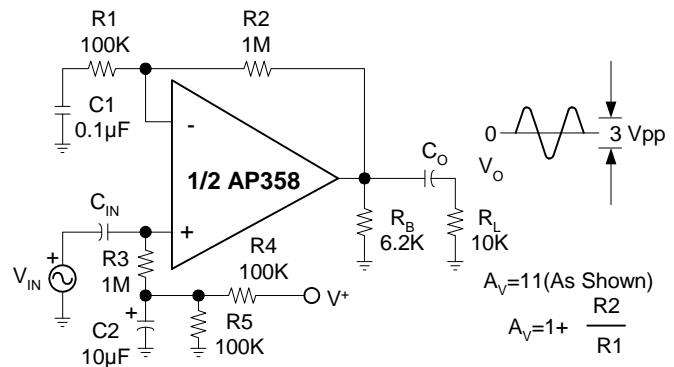 R1
100K
R2
1M
C1
0.1µF
-
1/2 AP358
+
0
3 Vpp
V_O
C_O
C_IN
R_B
6.2K
R_L
10K
+
V_IN
R3
1M
R4
100K
V+
+
C2
10µF
R5
100K
A_V=11(As Shown)
A_V=1+ R2
R1